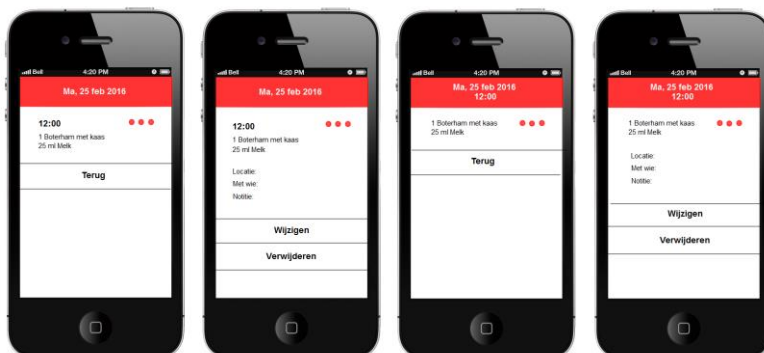 Bell 4:20 PM
Ma, 25 feb 2016
12:00
1 Boterham met kaas
25 ml Melk
Terug
Bell 4:20 PM
Ma, 25 feb 2016
12:00
1 Boterham met kaas
25 ml Melk
Locatie:
Met wie:
Notitie:
Wijzigen
Verwijderen
Bell 4:20 PM
Ma, 25 feb 2016
12:00
1 Boterham met kaas
25 ml Melk
Terug
Bell 4:20 PM
Ma, 25 feb 2016
12:00
1 Boterham met kaas
25 ml Melk
Locatie:
Met wie:
Notitie:
Wijzigen
Verwijderen